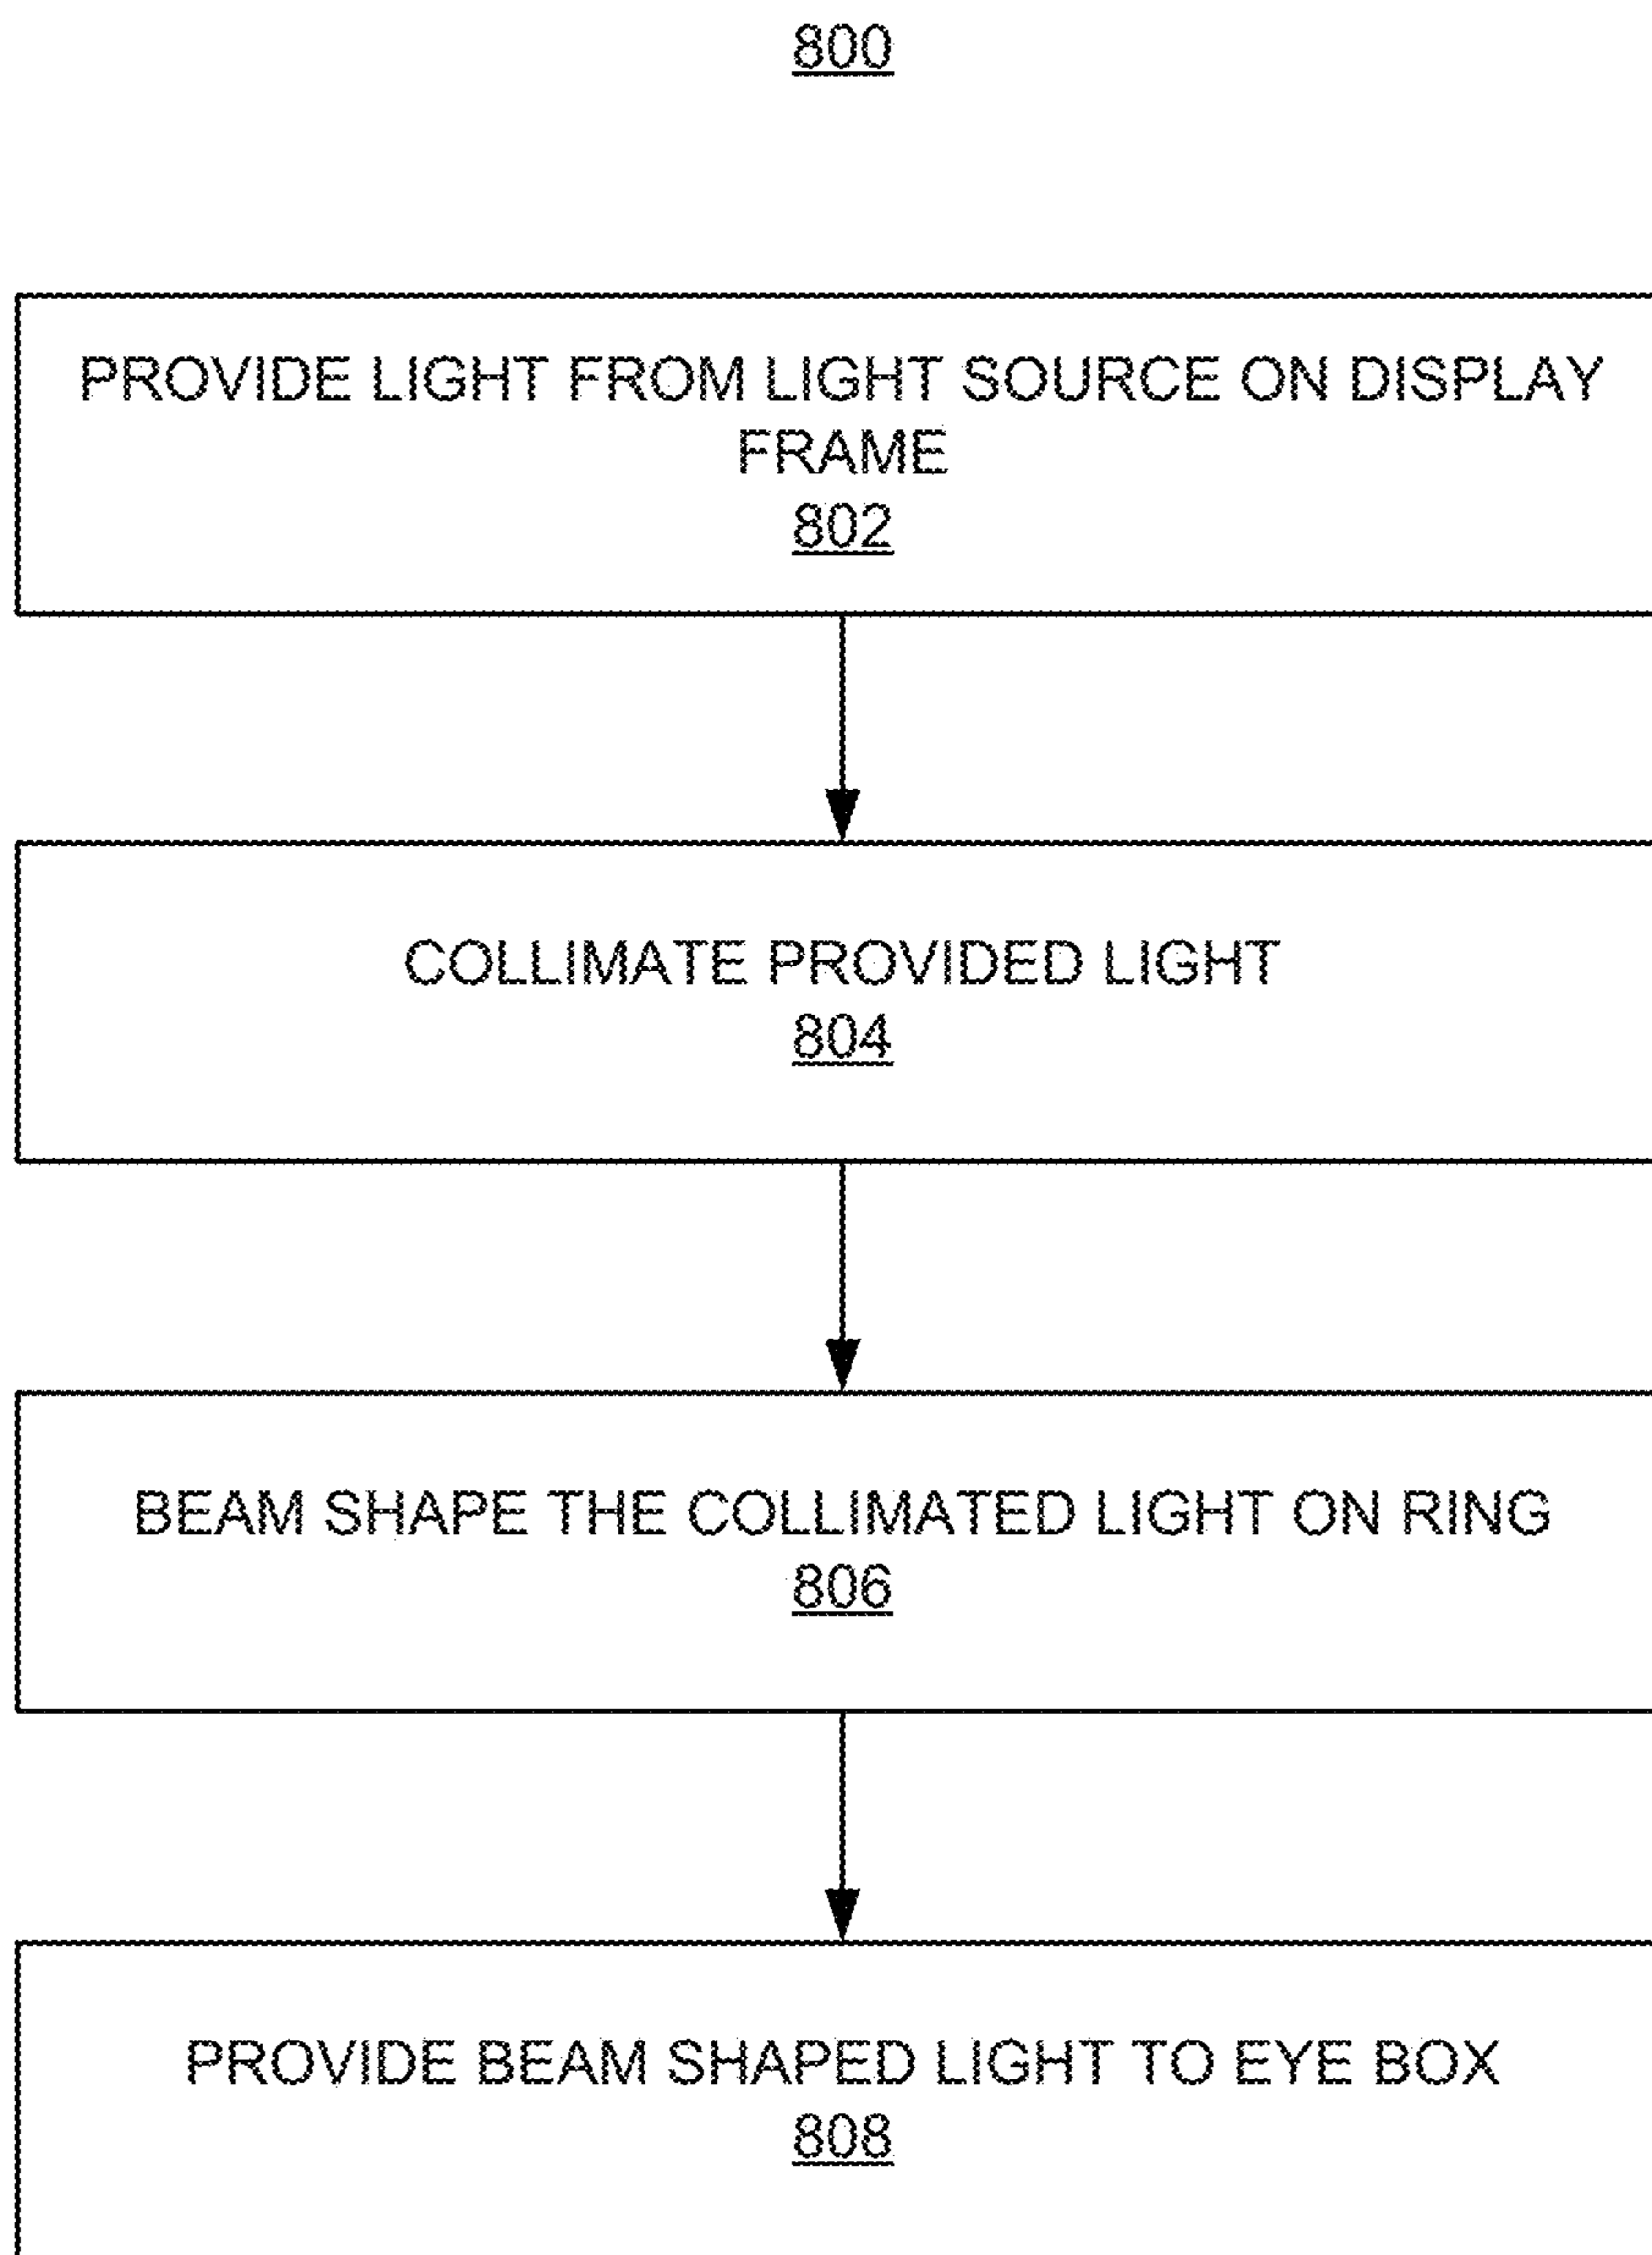 800
PROVIDE LIGHT FROM LIGHT SOURCE ON DISPLAY
FRAME
802
COLLIMATE PROVIDED LIGHT
804
BEAM SHAPE THE COLLIMATED LIGHT ON RING
806
PROVIDE BEAM SHAPED LIGHT TO EYE BOX
808